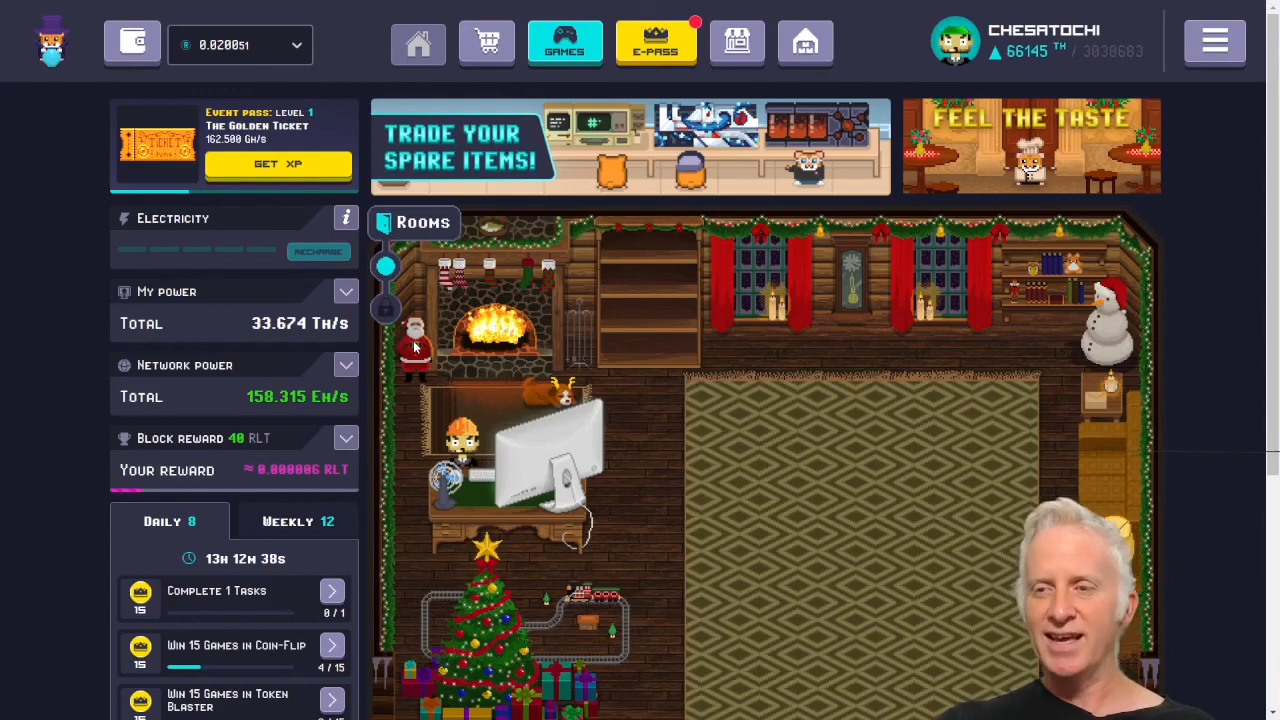 0.020051
GAMES
E-PASS
CHESATOCHI
66145 TH / 3038683
EVENT PASS: LEVEL 1
THE GOLDEN TICKET
162.500 GH/s
GET XP
TICKET
TRADE YOUR
SPARE ITEMS!
FEEL THE TASTE
ELECTRICITY
i
RECHARGE
ROOMS
MY POWER
TOTAL 33.674 TH/s
NETWORK POWER
TOTAL 158.315 EH/s
BLOCK REWARD 40 RLT
YOUR REWARD ≈ 0.000006 RLT
DAILY 8
WEEKLY 12
13H 12M 38S
15
COMPLETE 1 TASKS
0 / 1
15
WIN 15 GAMES IN COIN-FLIP
4 / 15
15
WIN 15 GAMES IN TOKEN
BLASTER